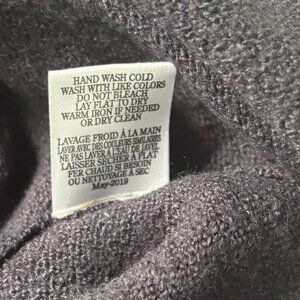 HAND WASH COLD
WASH WITH LIKE COLORS
DO NOT BLEACH
LAY FLAT TO DRY
WARM IRON IF NEEDED
OR DRY CLEAN
LAVAGE FROID À LA MAIN
LAVER AVEC DES COULEURS SIMILAIRES
NE PAS LAVER À L'EAU DE JAVEL
LAISSER SÉCHER À PLAT
FER CHAUD SI BESOIN
OU NETTOYAGE À SEC
May-2019